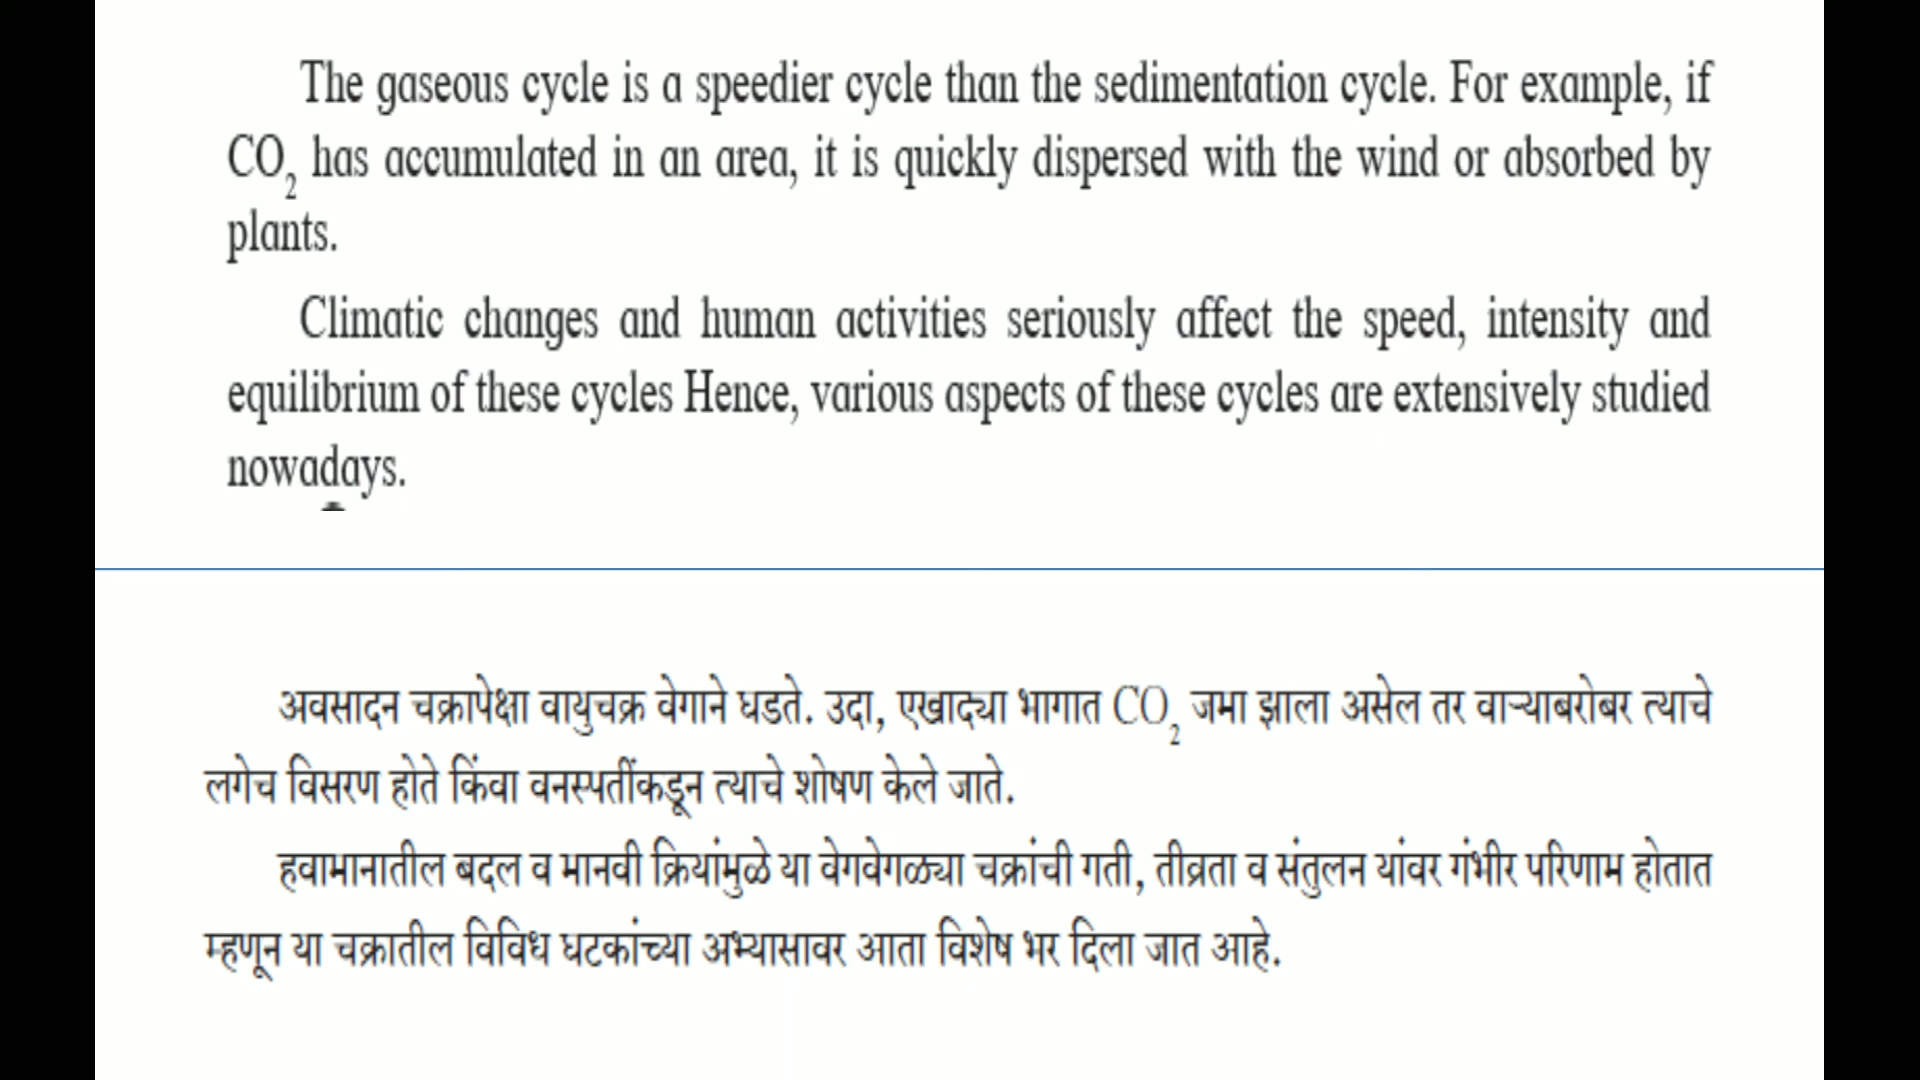 The gaseous cycle is a speedier cycle than the sedimentation cycle. For example, if
CO₂ has accumulated in an area, it is quickly dispersed with the wind or absorbed by
plants.
Climatic changes and human activities seriously affect the speed, intensity and
equilibrium of these cycles Hence, various aspects of these cycles are extensively studied
nowadays.
अवसादन चक्रापेक्षा वायुचक्र वेगाने घडते. उदा, एखाद्या भागात CO₂ जमा झाला असेल तर वाऱ्याबरोबर त्याचे
लगेच विसरण होते किंवा वनस्पतींकडून त्याचे शोषण केले जाते.
हवामानातील बदल व मानवी क्रियांमुळे या वेगवेगळ्या चक्रांची गती, तीव्रता व संतुलन यांवर गंभीर परिणाम होतात
म्हणून या चक्रातील विविध घटकांच्या अभ्यासावर आता विशेष भर दिला जात आहे.